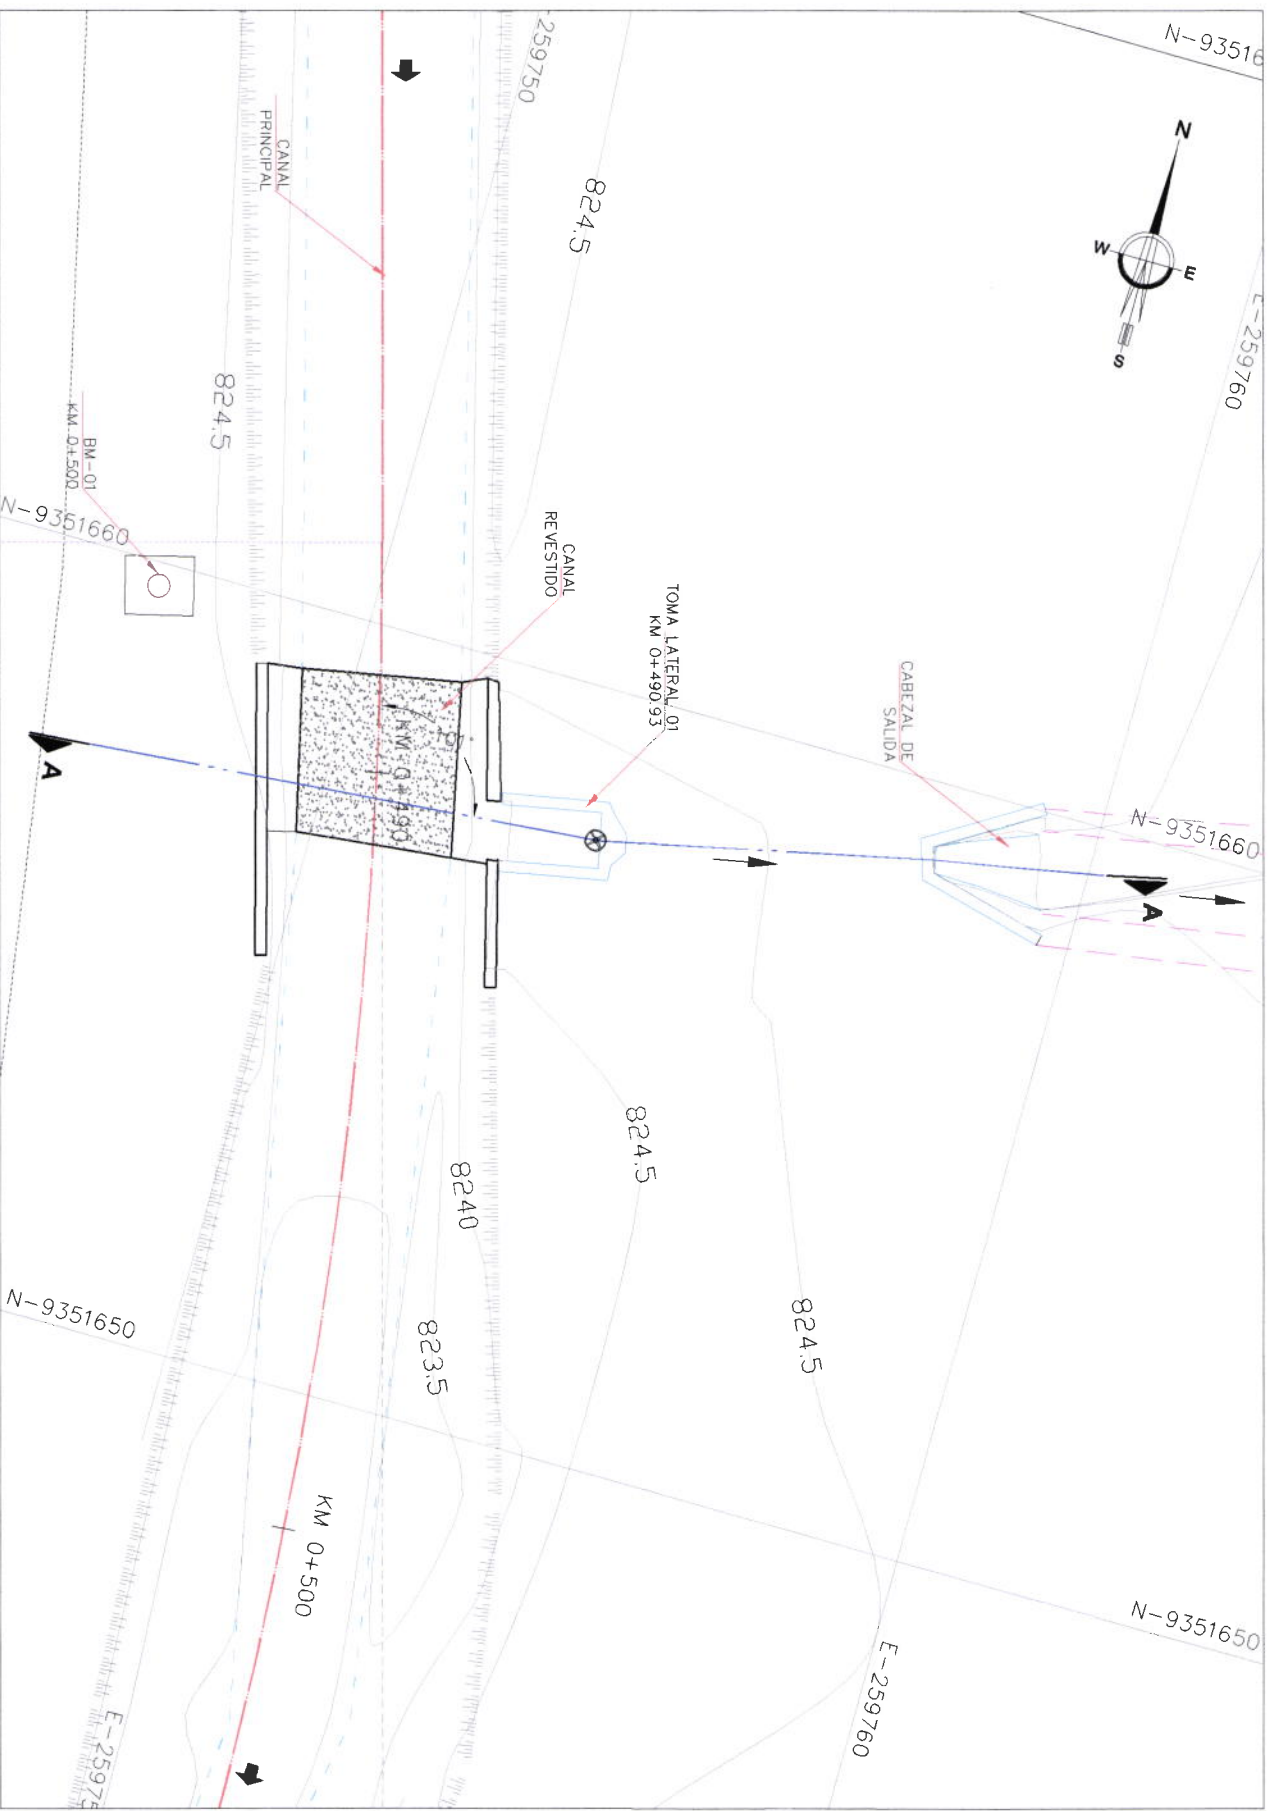 N-93516
N
W
E
S
E-259760
259750
824.5
CANAL
PRINCIPAL
824.5
BM-01
KM 0+500
N-9351660
CANAL
REVESTIDO
TOMA LATERAL 01
KM 0+490.93
CABEZAL DE
SALIDA
N-9351660
KM 0+490
A
A
824.5
8240
823.5
824.5
N-9351650
KM 0+500
N-9351650
E-259760
E-25975